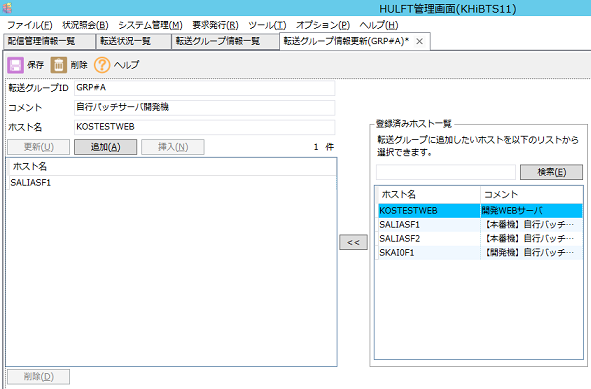 HULFT管理画面(KHiBTS11)
ファイル(F) 状況照会(B) システム管理(M) 要求発行(R) ツール(T) オプション(P) ヘルプ(H)
配信管理情報一覧 転送状況一覧 転送グループ情報一覧 転送グループ情報更新(GRP#A)* ×
保存 削除 ? ヘルプ
転送グループID GRP#A
コメント 自行バッチサーバ開発機
ホスト名 KOSTESTWEB
更新(U) 追加(A) 挿入(N) 1 件
ホスト名
SALIASF1
削除(D)
<<
登録済みホスト一覧
転送グループに追加したいホストを以下のリストから
選択できます。
検索(E)
ホスト名 コメント
KOSTESTWEB 開発WEBサーバ
SALIASF1 【本番機】自行バッチ…
SALIASF2 【本番機】自行バッチ…
SKAI0F1 【開発機】自行バッチ…